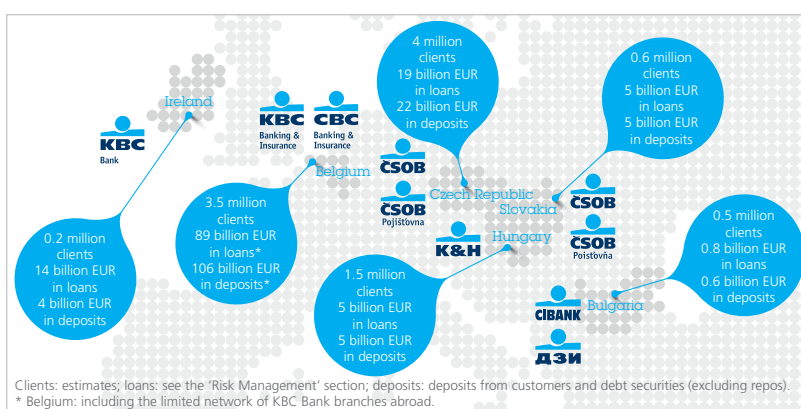 4 million
clients
19 billion EUR
in loans
22 billion EUR
in deposits
0.6 million
clients
5 billion EUR
in loans
5 billion EUR
in deposits
Ireland
KBC
Bank
KBC
Banking &
Insurance
CBC
Banking &
Insurance
Belgium
ČSOB
ČSOB
Pojišťovna
Czech Republic
Slovakia
ČSOB
ČSOB
Poisťovňa
K&H
Hungary
3.5 million
clients
89 billion EUR
in loans*
106 billion EUR
in deposits*
0.2 million
clients
14 billion EUR
in loans
4 billion EUR
in deposits
1.5 million
clients
5 billion EUR
in loans
5 billion EUR
in deposits
0.5 million
clients
0.8 billion EUR
in loans
0.6 billion EUR
in deposits
CIBANK
Bulgaria
ДЗИ
Clients: estimates; loans: see the ‘Risk Management’ section; deposits: deposits from customers and debt securities (excluding repos).
* Belgium: including the limited network of KBC Bank branches abroad.